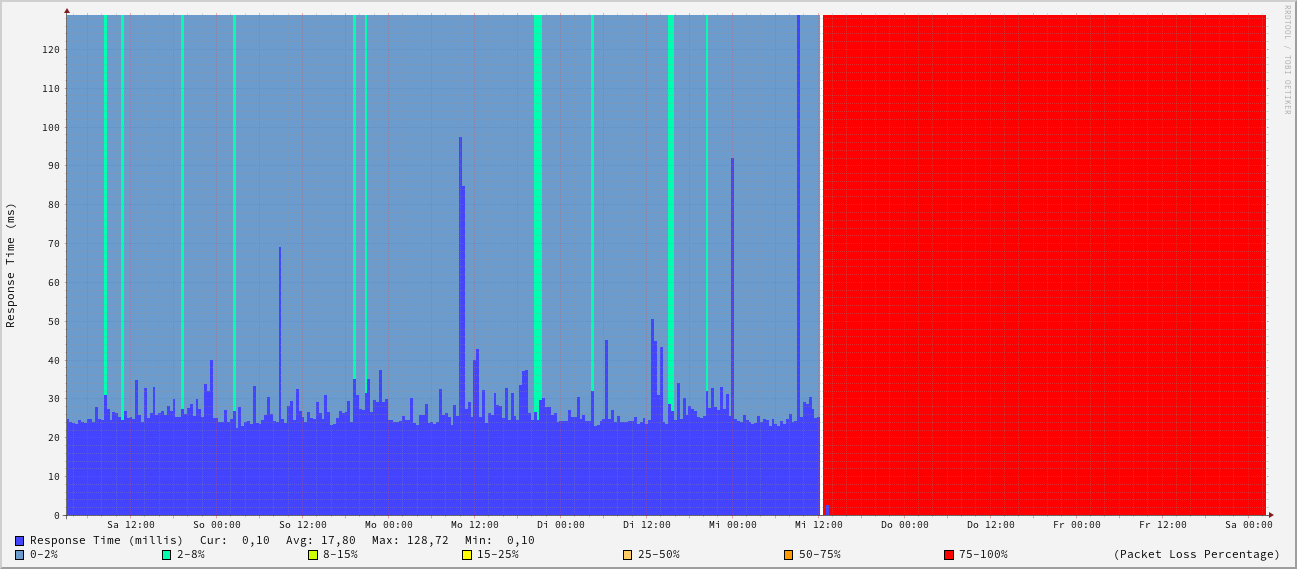 RRDTOOL / TOBI OETIKER
Response Time (ms)
120
110
100
90
80
70
60
50
40
30
20
10
0
Sa 12:00 So 00:00 So 12:00 Mo 00:00 Mo 12:00 Di 00:00 Di 12:00 Mi 00:00 Mi 12:00 Do 00:00 Do 12:00 Fr 00:00 Fr 12:00 Sa 00:00
Response Time (millis) Cur: 0,10 Avg: 17,80 Max: 128,72 Min: 0,10
0-2% 2-8% 8-15% 15-25% 25-50% 50-75% 75-100% (Packet Loss Percentage)